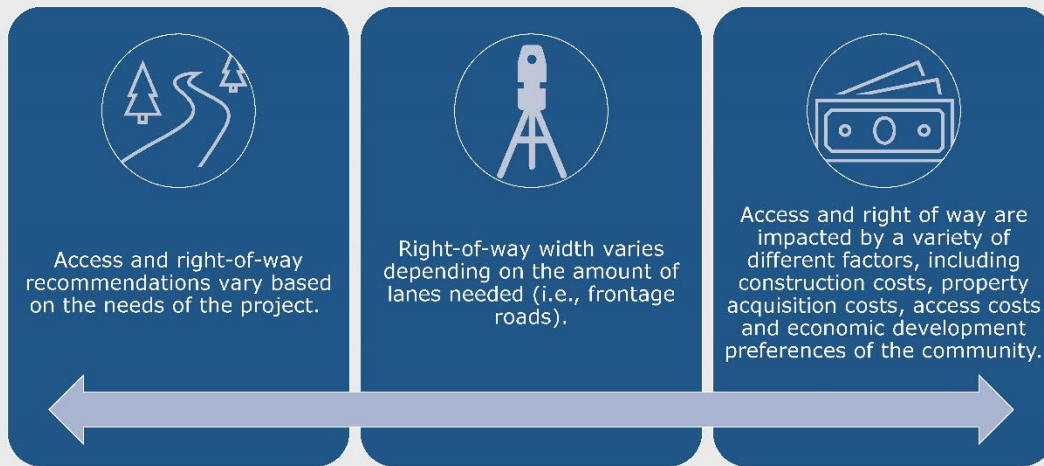 Access and right-of-way
recommendations vary based
on the needs of the project.
Right-of-way width varies
depending on the amount of
lanes needed (i.e., frontage
roads).
Access and right of way are
impacted by a variety of
different factors, including
construction costs, property
acquisition costs, access costs
and economic development
preferences of the community.